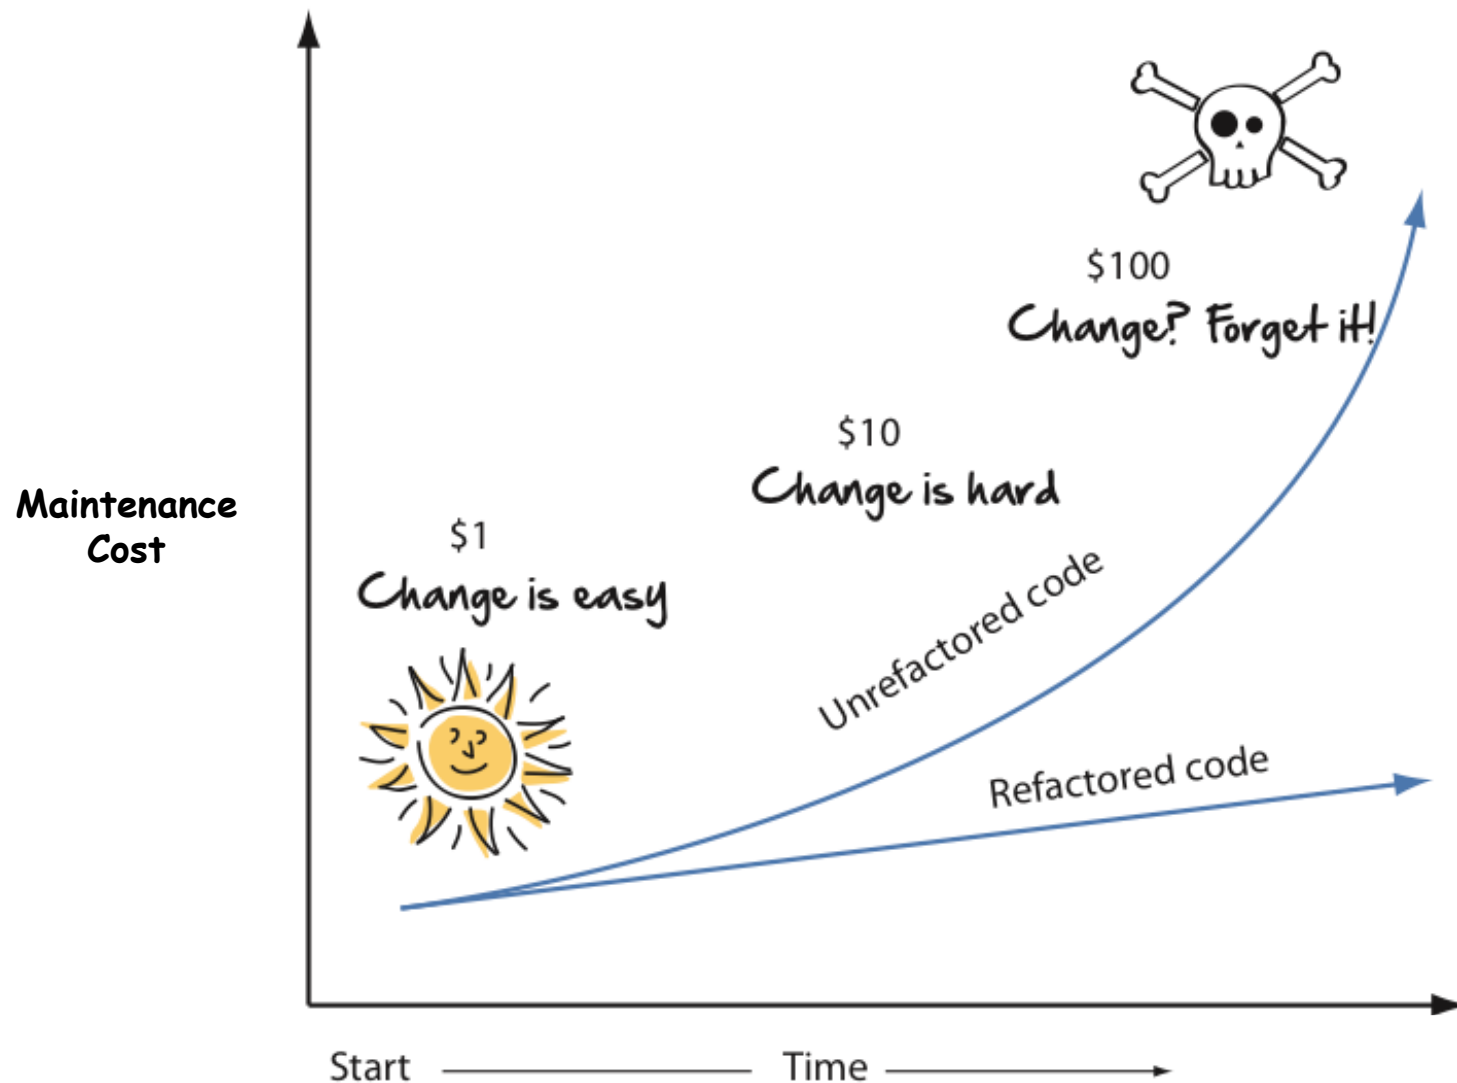 $100
Change? Forget it!
$10
Change is hard
Maintenance
Cost
$1
Change is easy
Unrefactored code
Refactored code
Start
Time